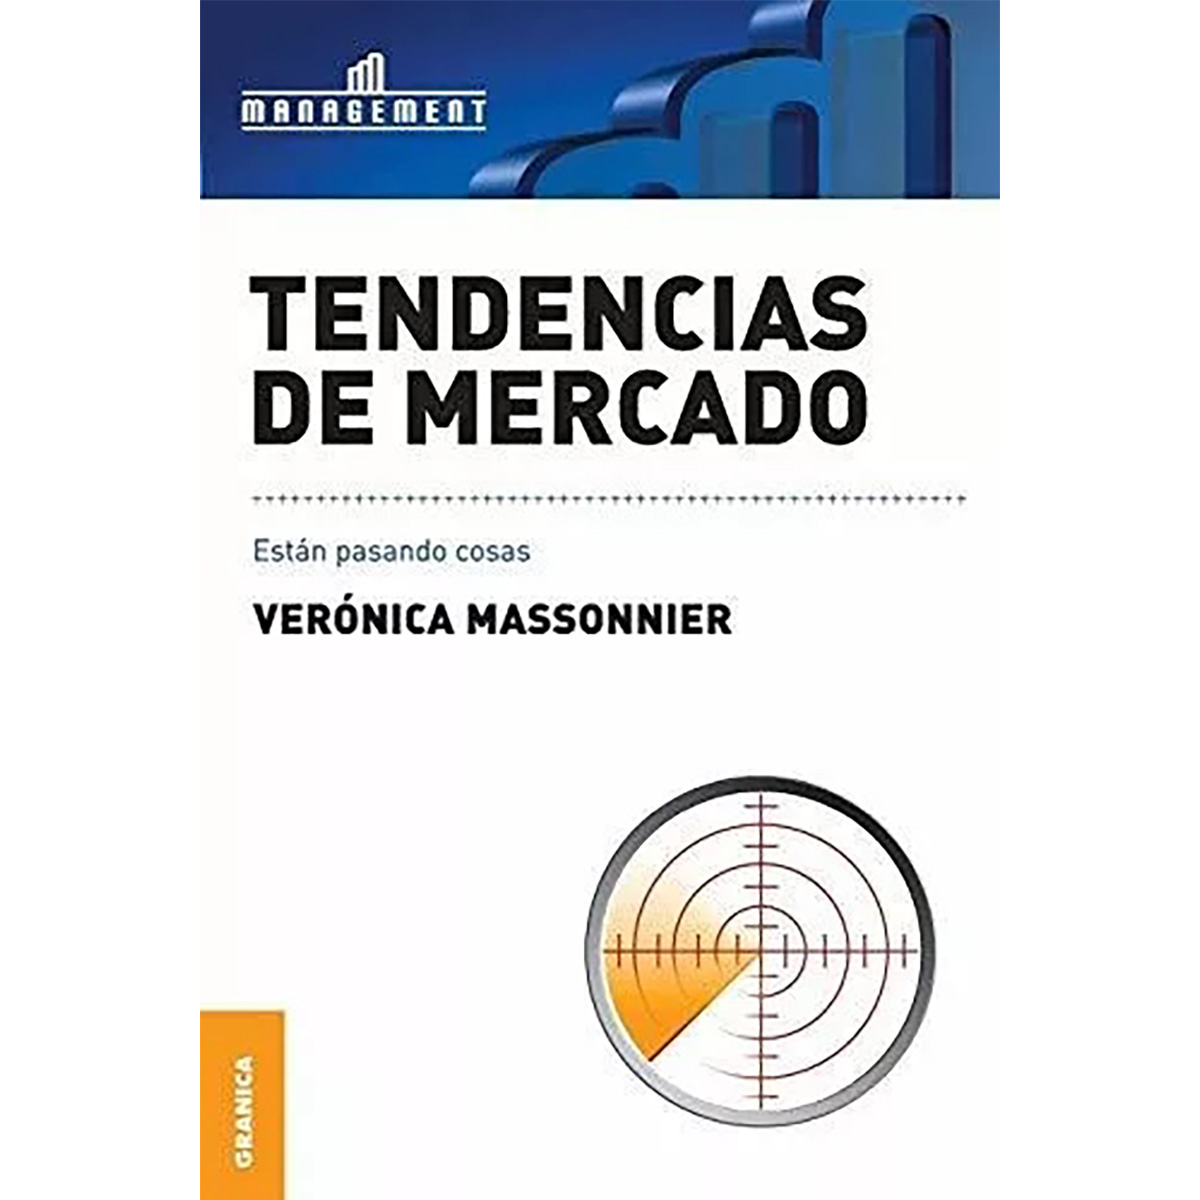 MANAGEMENT
TENDENCIAS
DE MERCADO
Están pasando cosas
VERÓNICA MASSONNIER
GRANICA